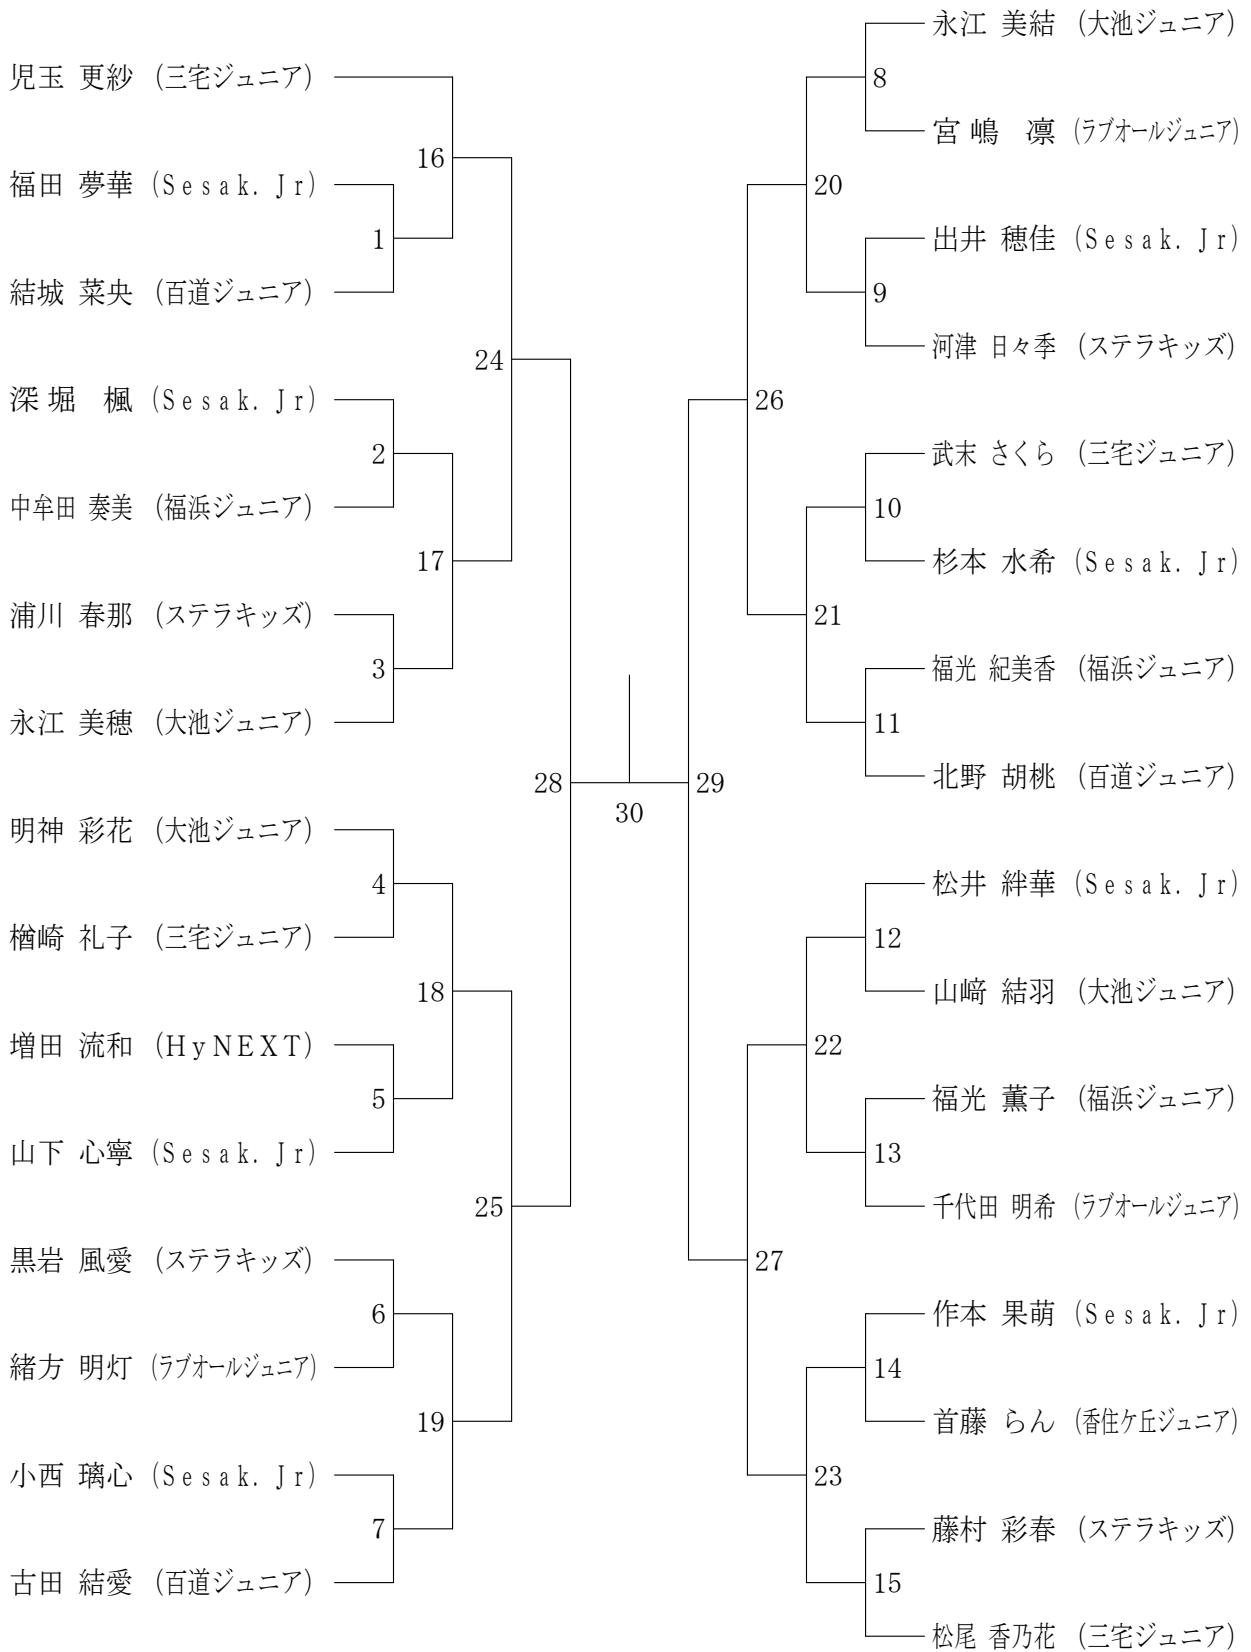 児玉 更紗 (三宅ジュニア)
福田 夢華 (Sesak. Jr)
結城 菜央 (百道ジュニア)
深堀 楓 (Sesak. Jr)
中牟田 奏美 (福浜ジュニア)
浦川 春那 (ステラキッズ)
永江 美穂 (大池ジュニア)
明神 彩花 (大池ジュニア)
楢崎 礼子 (三宅ジュニア)
増田 流和 (HyNEXT)
山下 心寧 (Sesak. Jr)
黒岩 風愛 (ステラキッズ)
緒方 明灯 (ラブオールジュニア)
小西 璃心 (Sesak. Jr)
古田 結愛 (百道ジュニア)
1
2
3
4
5
6
7
16
17
18
19
24
25
28
30
29
26
27
20
21
22
23
8
9
10
11
12
13
14
15
永江 美結 (大池ジュニア)
宮嶋 凛 (ラブオールジュニア)
出井 穂佳 (Sesak. Jr)
河津 日々季 (ステラキッズ)
武末 さくら (三宅ジュニア)
杉本 水希 (Sesak. Jr)
福光 紀美香 (福浜ジュニア)
北野 胡桃 (百道ジュニア)
松井 絆華 (Sesak. Jr)
山﨑 結羽 (大池ジュニア)
福光 薫子 (福浜ジュニア)
千代田 明希 (ラブオールジュニア)
作本 果萌 (Sesak. Jr)
首藤 らん (香住ケ丘ジュニア)
藤村 彩春 (ステラキッズ)
松尾 香乃花 (三宅ジュニア)